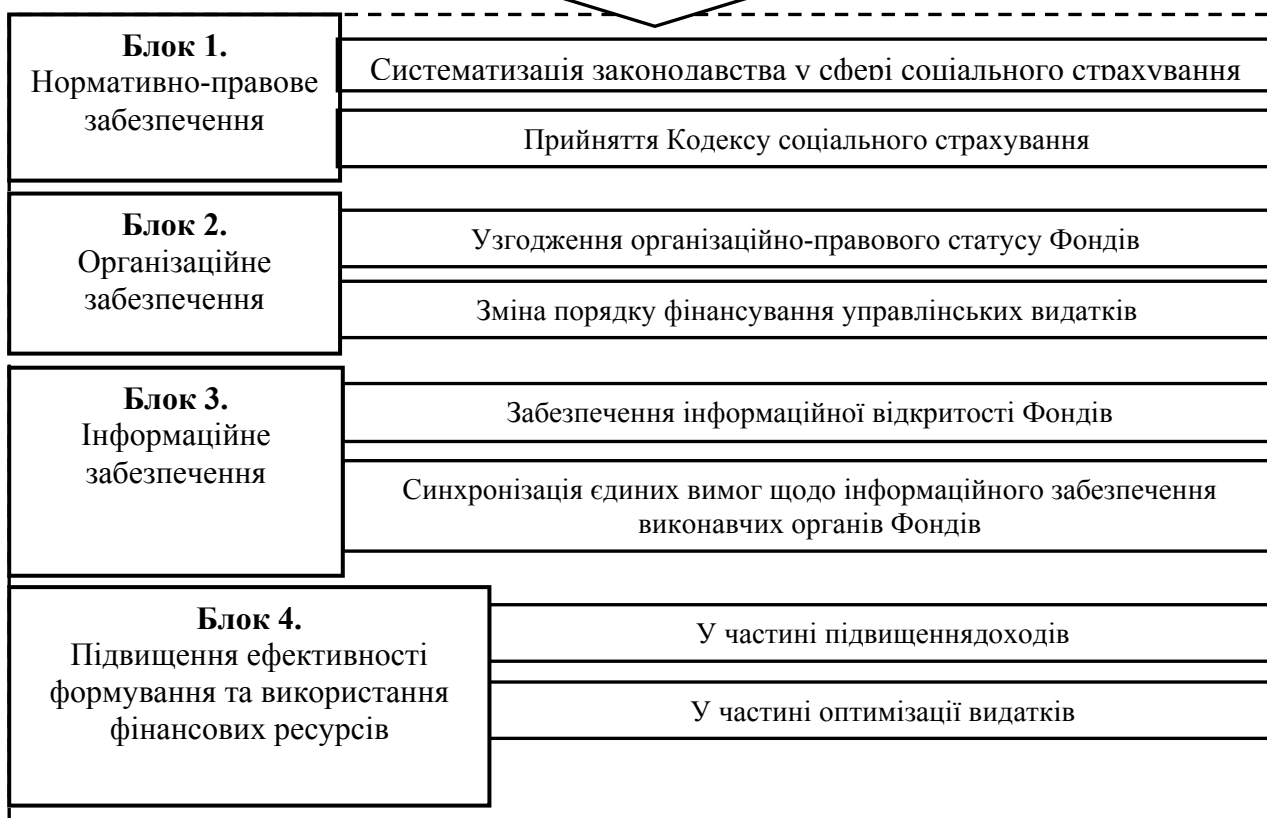 Блок 1.
Нормативно-правове
забезпечення
Систематизація законодавства у сфері соціального страхування
Прийняття Кодексу соціального страхування
Блок 2.
Організаційне
забезпечення
Узгодження організаційно-правового статусу Фондів
Зміна порядку фінансування управлінських видатків
Блок 3.
Інформаційне
забезпечення
Забезпечення інформаційної відкритості Фондів
Синхронізація єдиних вимог щодо інформаційного забезпечення
виконавчих органів Фондів
Блок 4.
Підвищення ефективності
формування та використання
фінансових ресурсів
У частині підвищеннядоходів
У частині оптимізації видатків